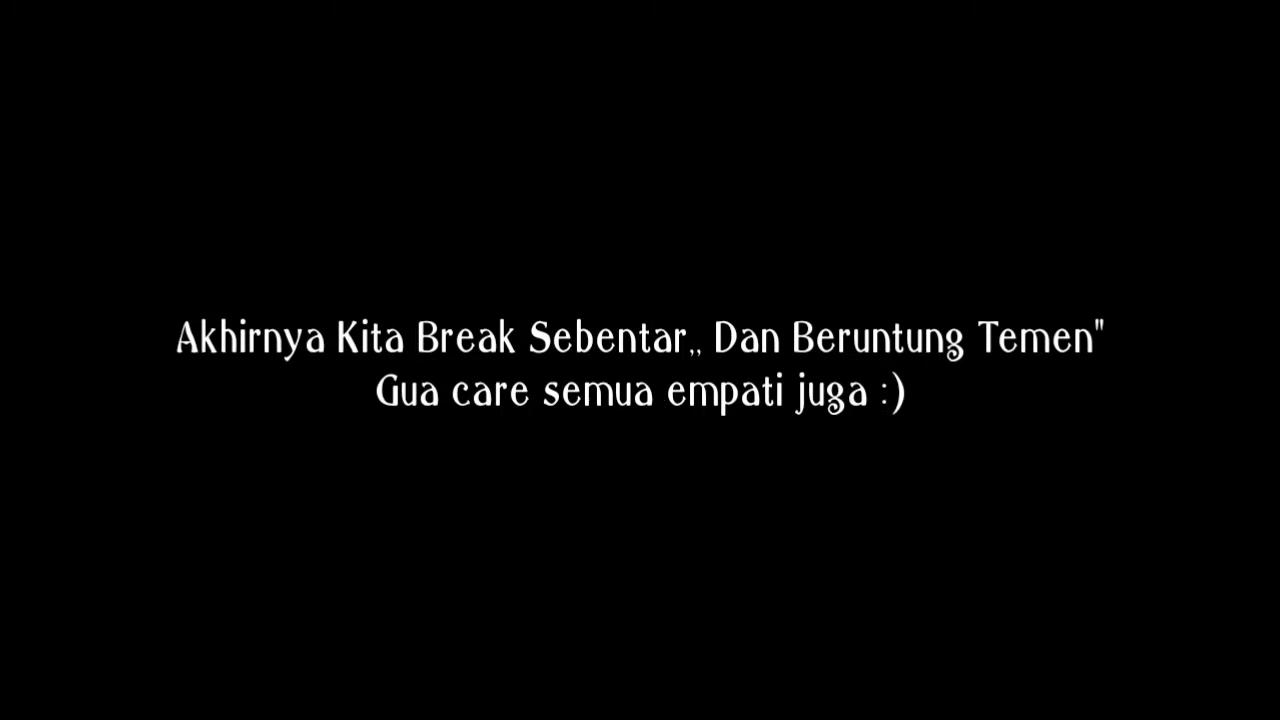 Akhirnya Kita Break Sebentar,, Dan Beruntung Temen"
Gua care semua empati juga :)